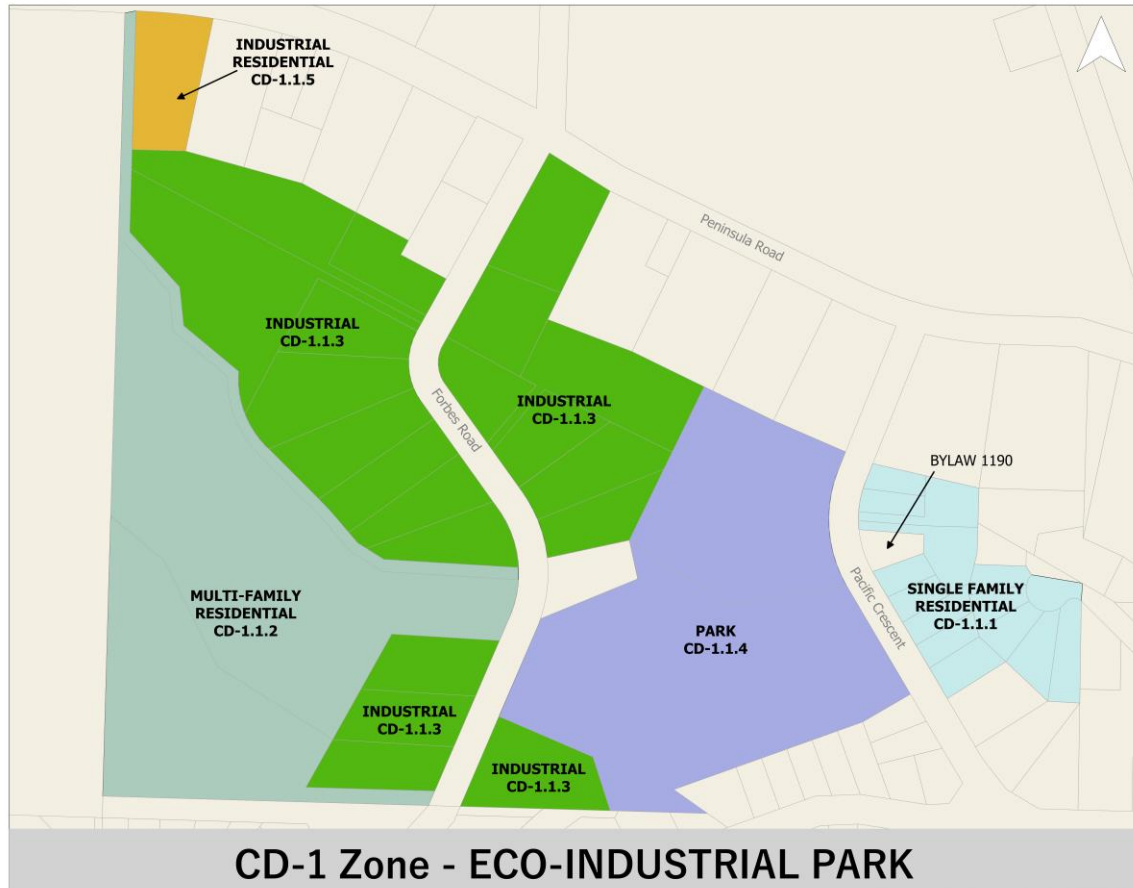 INDUSTRIAL
RESIDENTIAL
CD-1.1.5
Peninsula Road
INDUSTRIAL
CD-1.1.3
INDUSTRIAL
CD-1.1.3
Forbes Road
BYLAW 1190
MULTI-FAMILY
RESIDENTIAL
CD-1.1.2
SINGLE FAMILY
RESIDENTIAL
CD-1.1.1
Pacific Crescent
PARK
CD-1.1.4
INDUSTRIAL
CD-1.1.3
INDUSTRIAL
CD-1.1.3
CD-1 Zone - ECO-INDUSTRIAL PARK